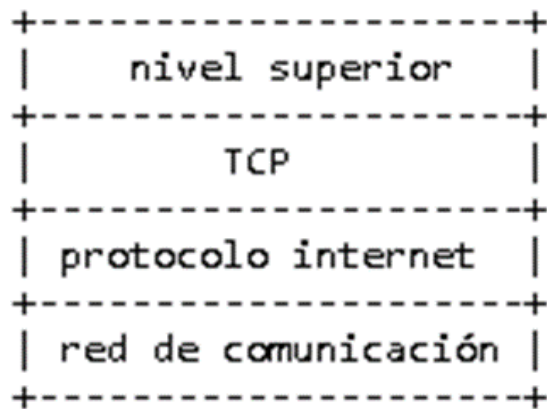 nivel superior
TCP
protocolo internet
red de comunicación